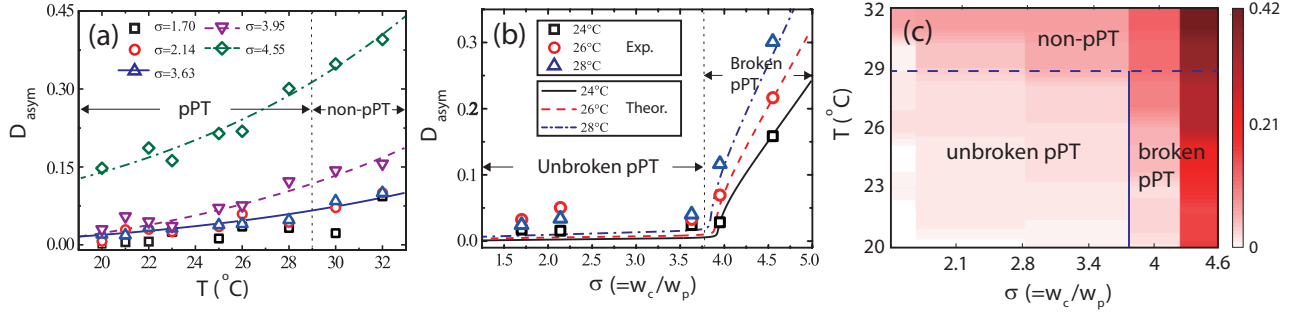 (a)
σ=1.70
σ=2.14
σ=3.63
σ=3.95
σ=4.55
pPT
non-pPT
D_asym
0.45
0.30
0.15
0.00
20 22 24 26 28 30 32
T (°C)
(b)
24°C
26°C
28°C
Exp.
24°C
26°C
28°C
Theor.
Broken
pPT
Unbroken pPT
D_asym
0.3
0.2
0.1
0.0
1.5 2.0 2.5 3.0 3.5 4.0 4.5 5.0
σ (=w_c/w_p)
(c)
non-pPT
unbroken pPT
broken
pPT
T (°C)
32
29
26
23
20
2.1 2.8 3.4 4 4.6
σ (=w_c/w_p)
0.42
0.21
0